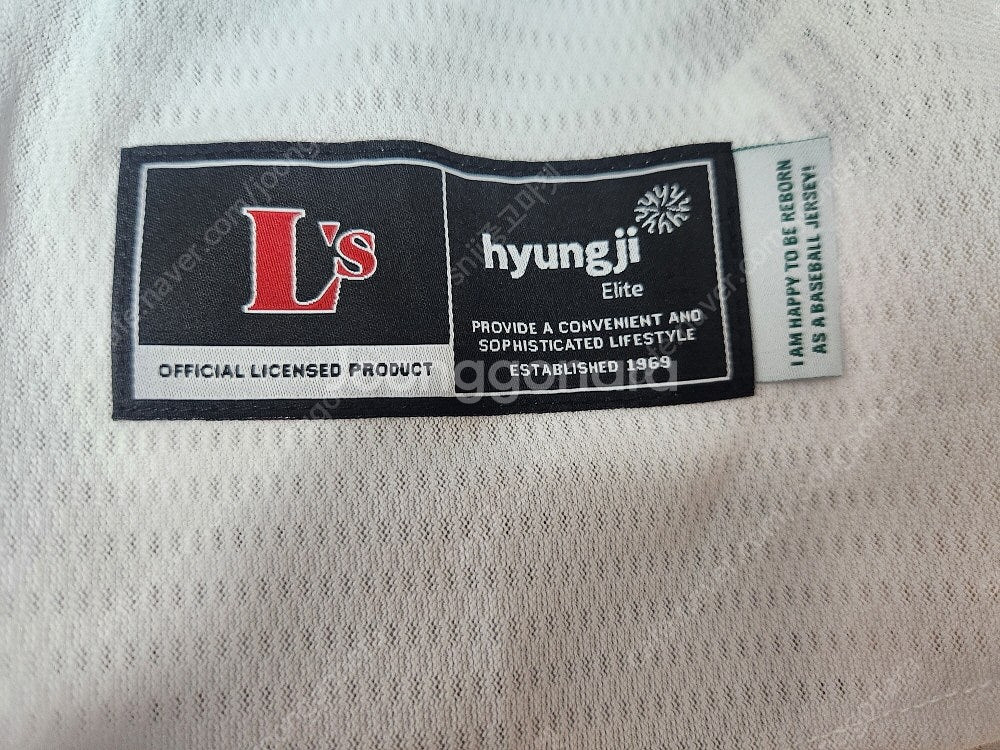 L's
OFFICIAL LICENSED PRODUCT
hyungji
Elite
PROVIDE A CONVENIENT AND
SOPHISTICATED LIFESTYLE
ESTABLISHED 1969
I AM HAPPY TO BE REBORN
AS A BASEBALL JERSEY!
joonggonara